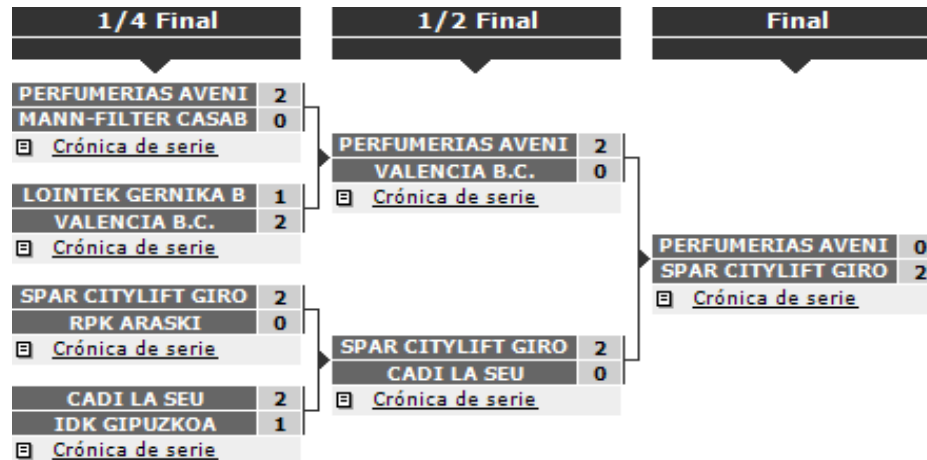 1/4 Final
1/2 Final
Final
PERFUMERIAS AVENI 2
MANN-FILTER CASAB 0
Crónica de serie
LOINTEK GERNIKA B 1
VALENCIA B.C. 2
Crónica de serie
SPAR CITYLIFT GIRO 2
RPK ARASKI 0
Crónica de serie
CADI LA SEU 2
IDK GIPUZKOA 1
Crónica de serie
PERFUMERIAS AVENI 2
VALENCIA B.C. 0
Crónica de serie
SPAR CITYLIFT GIRO 2
CADI LA SEU 0
Crónica de serie
PERFUMERIAS AVENI 0
SPAR CITYLIFT GIRO 2
Crónica de serie